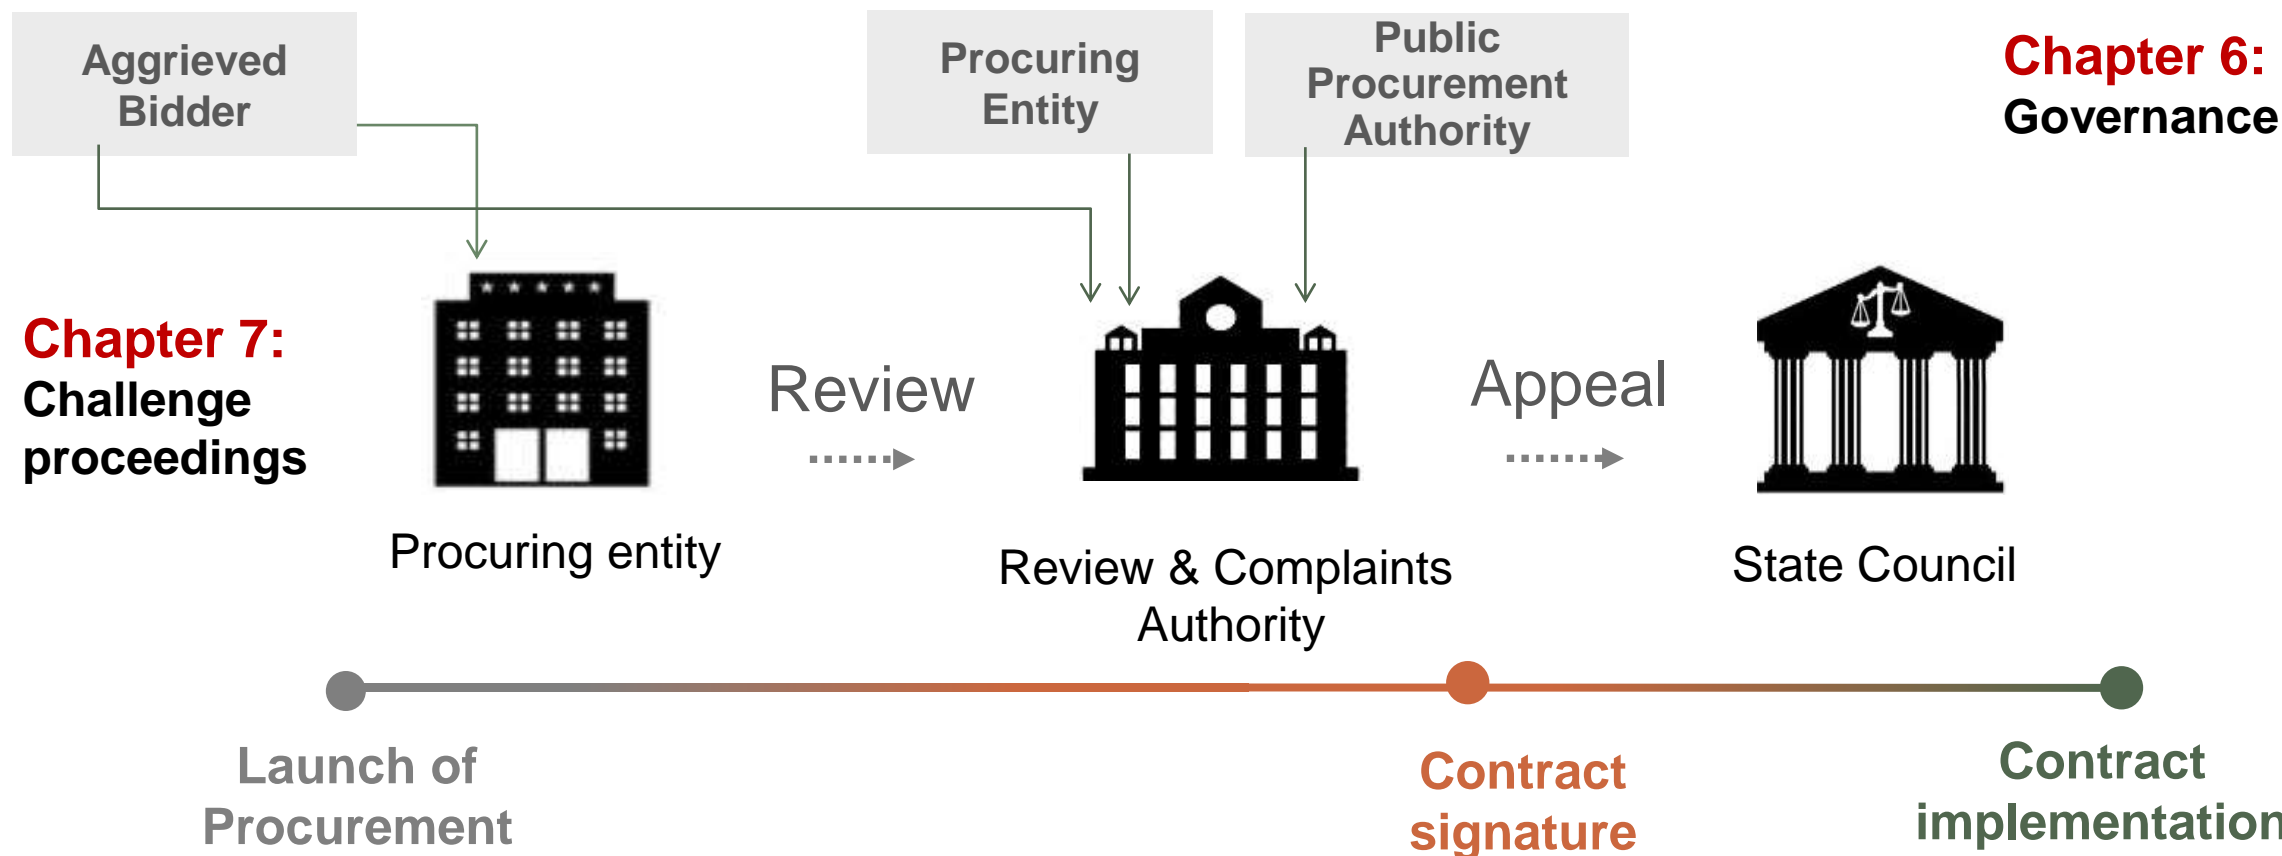 Aggrieved
Bidder
Procuring
Entity
Public
Procurement
Authority
Chapter 6:
Governance
Chapter 7:
Challenge
proceedings
Review
Appeal
Procuring entity
Review & Complaints
Authority
State Council
Launch of
Procurement
Contract
signature
Contract
implementation